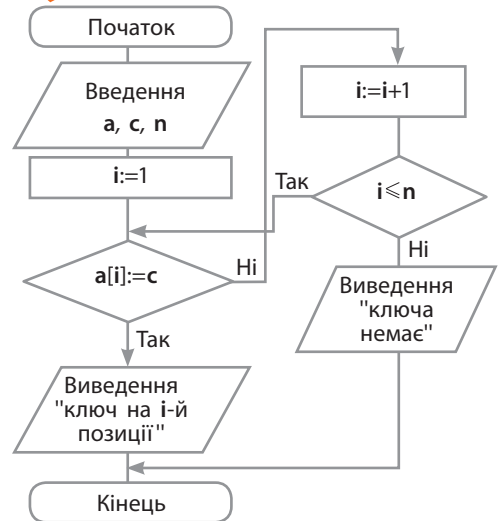 Початок
Введення
a, c, n
i:=1
a[i]:=c
Ні
Так
Виведення
"ключ на i-й
позиції"
Кінець
i:=i+1
Так
i⩽n
Ні
Виведення
"ключа
немає"